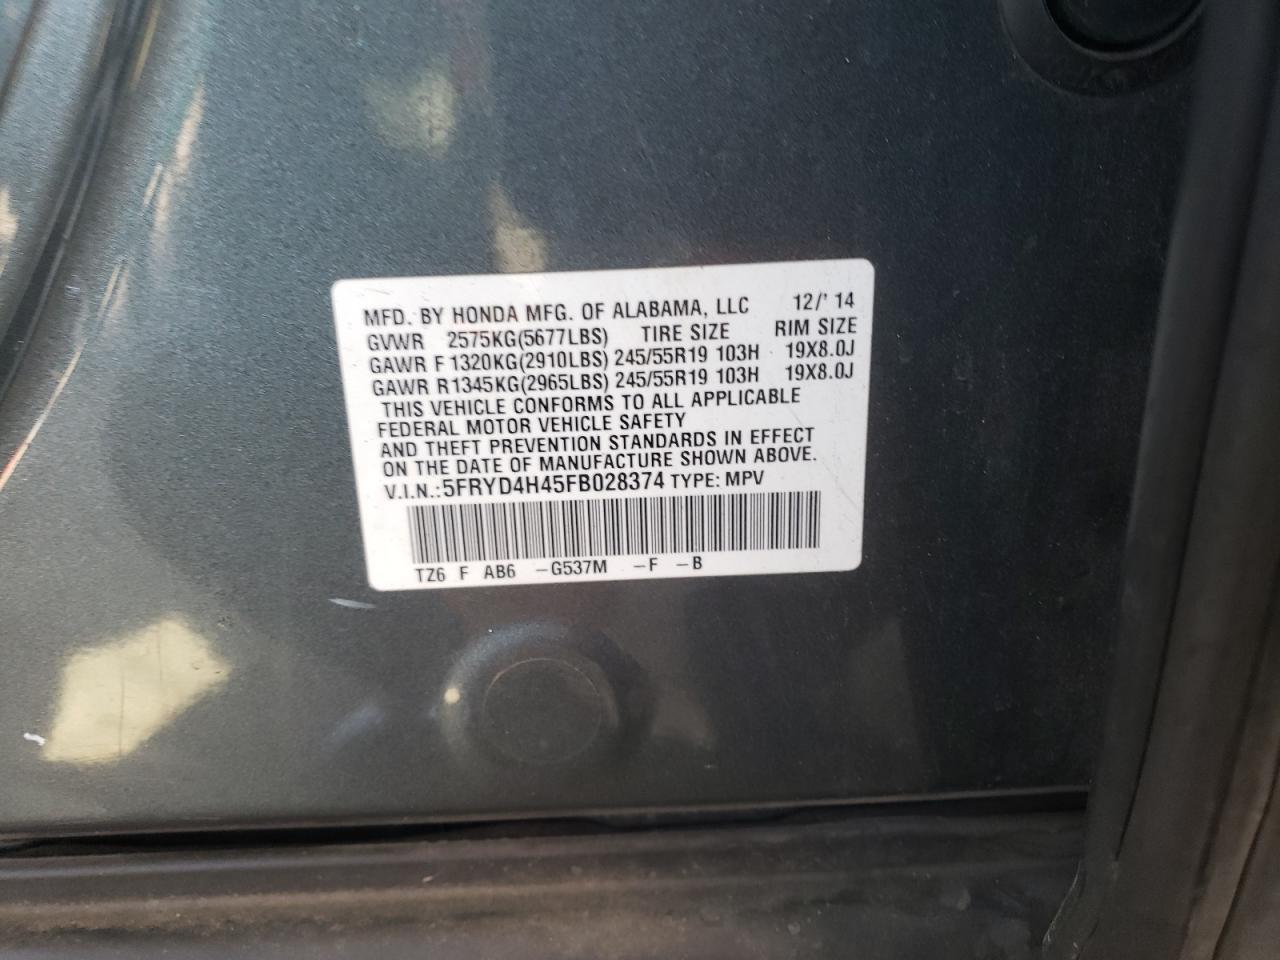 MFD. BY HONDA MFG. OF ALABAMA, LLC 12/'14
GVWR 2575KG(5677LBS) TIRE SIZE RIM SIZE
GAWR F 1320KG(2910LBS) 245/55R19 103H 19X8.0J
GAWR R1345KG(2965LBS) 245/55R19 103H 19X8.0J
THIS VEHICLE CONFORMS TO ALL APPLICABLE
FEDERAL MOTOR VEHICLE SAFETY
AND THEFT PREVENTION STANDARDS IN EFFECT
ON THE DATE OF MANUFACTURE SHOWN ABOVE.
V.I.N.:5FRYD4H45FB028374 TYPE: MPV
TZ6 F AB6 -G537M -F -B